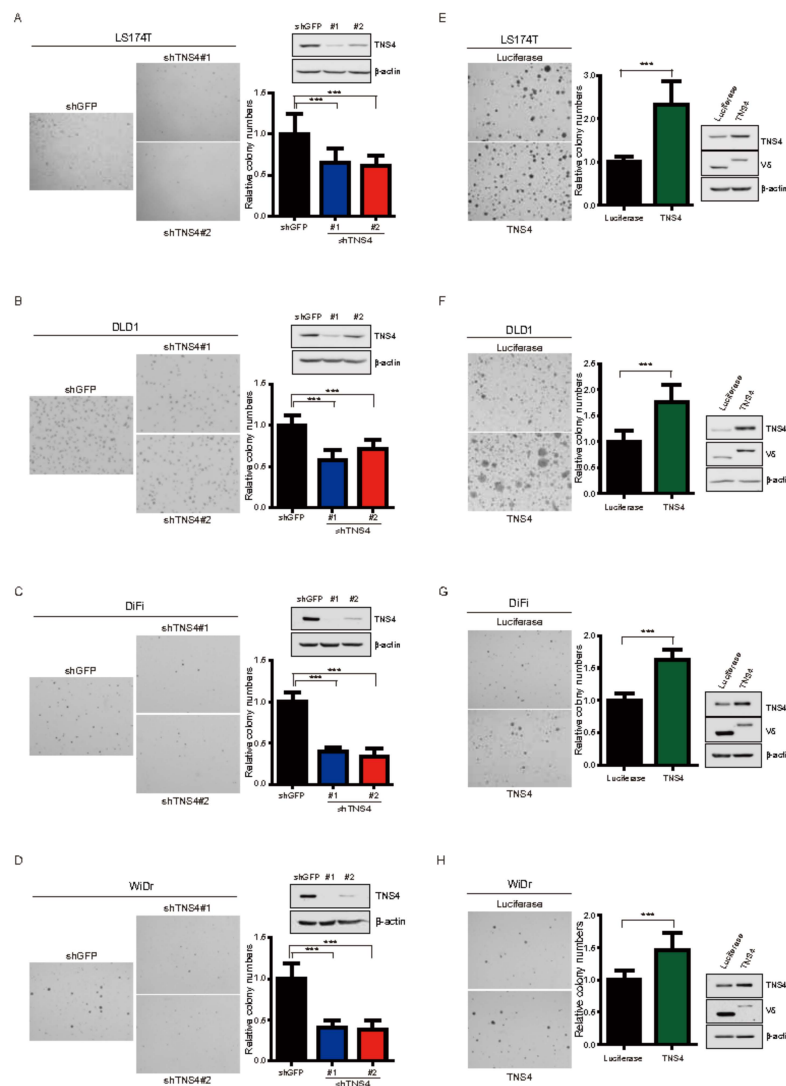 A
LS174T
shTNS4#1
shGFP
shTNS4#2
shGFP #1 #2
TNS4
β-actin
Relative colony numbers
1.5
1.0
0.5
0.0
***
***
shGFP #1 #2
shTNS4
E
LS174T
Luciferase
TNS4
Relative colony numbers
3.0
2.0
1.0
0.0
***
Luciferase TNS4
Luciferase TNS4
TNS4
V5
β-actin
B
DLD1
shTNS4#1
shGFP
shTNS4#2
shGFP #1 #2
TNS4
β-actin
Relative colony numbers
1.5
1.0
0.5
0.0
***
***
shGFP #1 #2
shTNS4
F
DLD1
Luciferase
TNS4
Relative colony numbers
2.5
2.0
1.5
1.0
0.5
0.0
***
Luciferase TNS4
Luciferase TNS4
TNS4
V5
β-acti
C
DiFi
shTNS4#1
shGFP
shTNS4#2
shGFP #1 #2
TNS4
β-actin
Relative colony numbers
1.5
1.0
0.5
0.0
***
***
shGFP #1 #2
shTNS4
G
DiFi
Luciferase
TNS4
Relative colony numbers
2.0
1.5
1.0
0.5
0.0
***
Luciferase TNS4
Luciferase TNS4
TNS4
V5
β-acti
D
WiDr
shTNS4#1
shGFP
shTNS4#2
shGFP #1 #2
TNS4
β-actin
Relative colony numbers
1.5
1.0
0.5
0.0
***
***
shGFP #1 #2
shTNS4
H
WiDr
Luciferase
TNS4
Relative colony numbers
2.0
1.5
1.0
0.5
0.0
***
Luciferase TNS4
Luciferase TNS4
TNS4
V5
β-actin